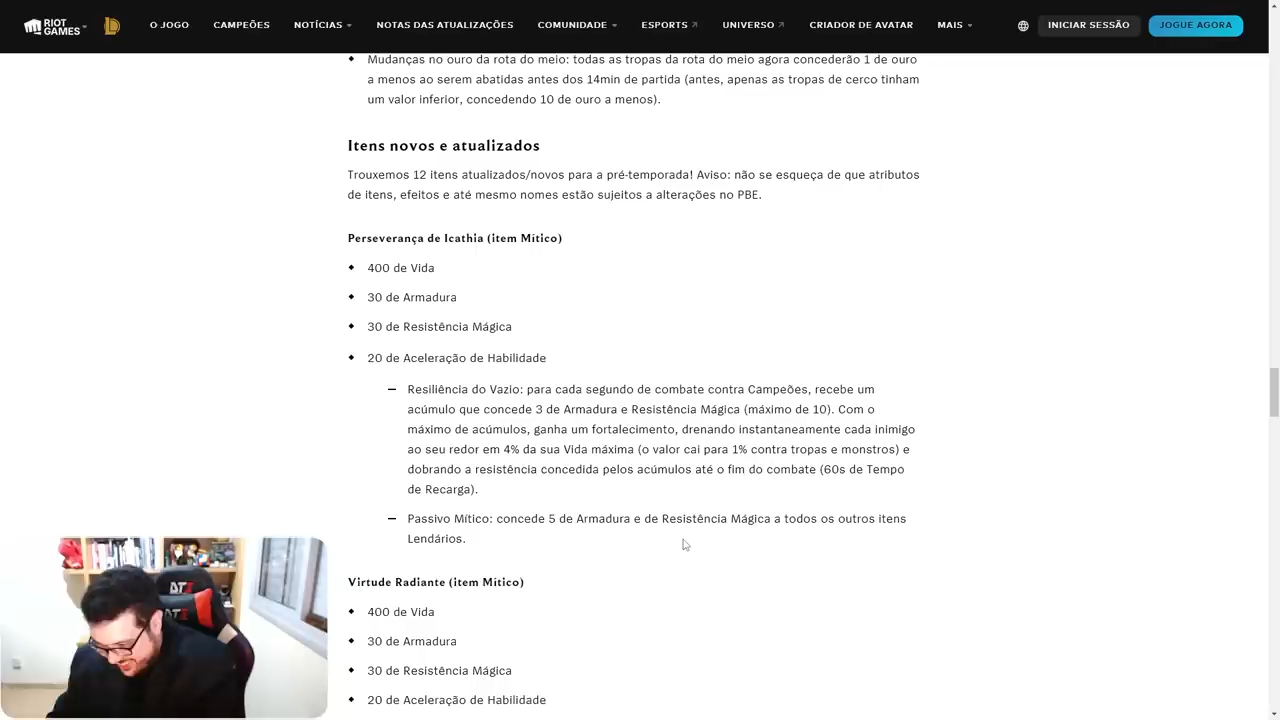 RIOT GAMES
O JOGO CAMPEÕES NOTÍCIAS NOTAS DAS ATUALIZAÇÕES COMUNIDADE ESPORTS UNIVERSO CRIADOR DE AVATAR MAIS INICIAR SESSÃO JOGUE AGORA
Mudanças no ouro da rota do meio: todas as tropas da rota do meio agora concederão 1 de ouro
a menos ao serem abatidas antes dos 14min de partida (antes, apenas as tropas de cerco tinham
um valor inferior, concedendo 10 de ouro a menos).
Itens novos e atualizados
Trouxemos 12 itens atualizados/novos para a pré-temporada! Aviso: não se esqueça de que atributos
de itens, efeitos e até mesmo nomes estão sujeitos a alterações no PBE.
Perseverança de Icathia (item Mítico)
400 de Vida
30 de Armadura
30 de Resistência Mágica
20 de Aceleração de Habilidade
Resiliência do Vazio: para cada segundo de combate contra Campeões, recebe um
acúmulo que concede 3 de Armadura e Resistência Mágica (máximo de 10). Com o
máximo de acúmulos, ganha um fortalecimento, drenando instantaneamente cada inimigo
ao seu redor em 4% da sua Vida máxima (o valor cai para 1% contra tropas e monstros) e
dobrando a resistência concedida pelos acúmulos até o fim do combate (60s de Tempo
de Recarga).
Passivo Mítico: concede 5 de Armadura e de Resistência Mágica a todos os outros itens
Lendários.
Virtude Radiante (item Mítico)
400 de Vida
30 de Armadura
30 de Resistência Mágica
20 de Aceleração de Habilidade